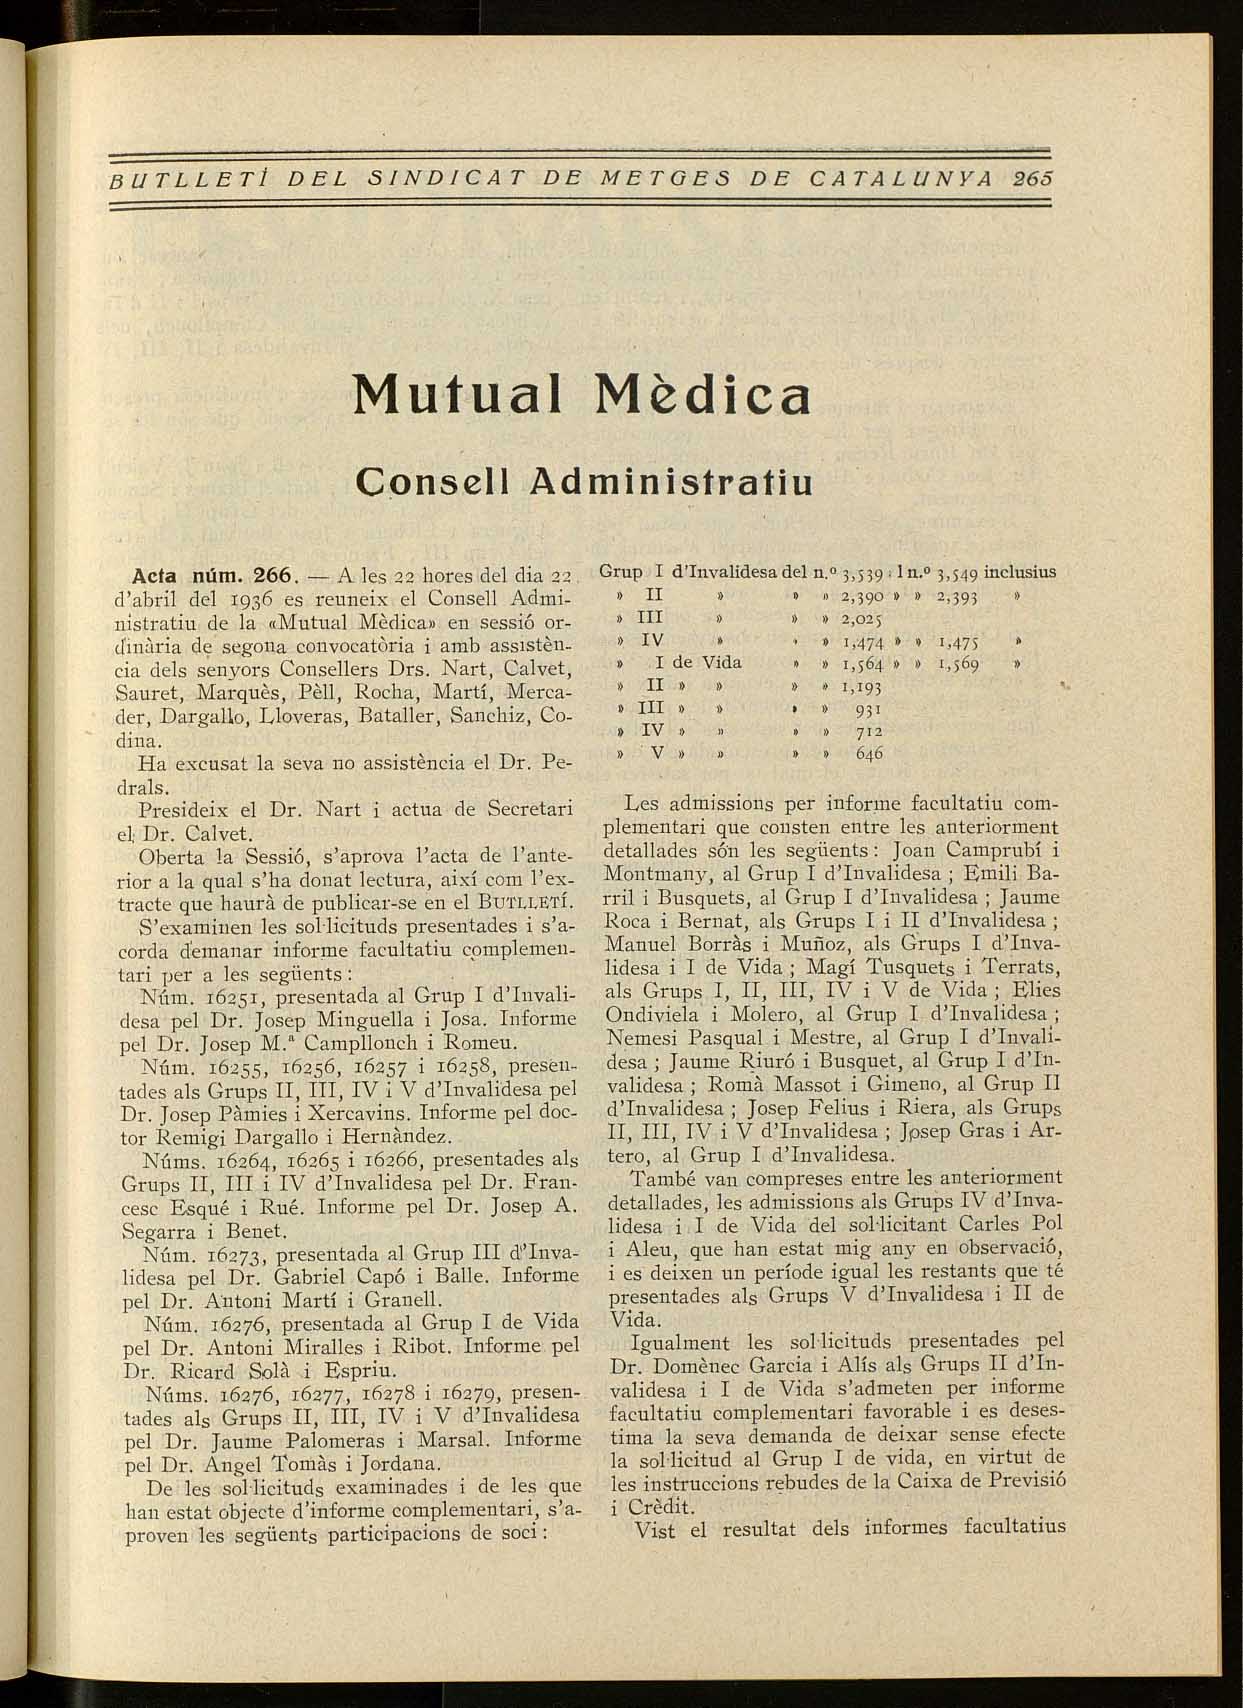 BUTLLETÍ DEL SINDICAT DE METGES DE CATALUNYA 265
Mutual Mèdica
Consell Administratiu
Acta núm. 266. — A les 22 hores del dia 22
d'abril del 1936 es reuneix el Consell Admi-
nistratiu de la «Mutual Mèdica» en sessió or-
dinària de segona convocatòria i amb assistèn-
cia dels senyors Consellers Drs. Nart, Calvet,
Sauret, Marquès, Pèll, Rocha, Martí, Merca-
der, Dargallo, Lloveras, Bataller, Sanchiz, Co-
dina.
Ha excusat la seva no assistència el Dr. Pe-
drals.
Presideix el Dr. Nart i actua de Secretari
el Dr. Calvet.
Oberta la Sessió, s'aprova l'acta de l'ante-
rior a la qual s'ha donat lectura, així com l'ex-
tracte que haurà de publicar-se en el BUTLLETÍ.
S'examinen les sol·licituds presentades i s'a-
corda demanar informe facultatiu complemen-
tari per a les següents :
Núm. 16251, presentada al Grup I d'Invali-
desa pel Dr. Josep Minguella i Josa. Informe
pel Dr. Josep M.ª Campllonch i Romeu.
Núm. 16255, 16256, 16257 i 16258, presen-
tades als Grups II, III, IV i V d'Invalidesa pel
Dr. Josep Pàmies i Xercavins. Informe pel doc-
tor Remigi Dargallo i Hernàndez.
Núms. 16264, 16265 i 16266, presentades als
Grups II, III i IV d'Invalidesa pel Dr. Fran-
cesc Esqué i Rué. Informe pel Dr. Josep A.
Segarra i Benet.
Núm. 16273, presentada al Grup III d'Inva-
lidesa pel Dr. Gabriel Capó i Balle. Informe
pel Dr. Antoni Martí i Granell.
Núm. 16276, presentada al Grup I de Vida
pel Dr. Antoni Miralles i Ribot. Informe pel
Dr. Ricard Solà i Espriu.
Núms. 16276, 16277, 16278 i 16279, presen-
tades als Grups II, III, IV i V d'Invalidesa
pel Dr. Jaume Palomeras i Marsal. Informe
pel Dr. Angel Tomàs i Jordana.
De les sol·licituds examinades i de les que
han estat objecte d'informe complementari, s'a-
proven les següents participacions de soci :
Grup I d'Invalidesa del n.º 3,539 al n.º 3,549 inclusius
» II » » » 2,390 » » 2,393 »
» III » » » 2,025
» IV » » » 1,474 » » 1,475 »
» I de Vida » » 1,564 » » 1,569 »
» II » » » » 1,193
» III » » » » 931
» IV » » » » 712
» V » » » » 646
Les admissions per informe facultatiu com-
plementari que consten entre les anteriorment
detallades són les següents : Joan Camprubí i
Montmany, al Grup I d'Invalidesa ; Emili Ba-
rril i Busquets, al Grup I d'Invalidesa ; Jaume
Roca i Bernat, als Grups I i II d'Invalidesa ;
Manuel Borràs i Muñoz, als Grups I d'Inva-
lidesa i I de Vida ; Magí Tusquets i Terrats,
als Grups I, II, III, IV i V de Vida ; Elies
Ondiviela i Molero, al Grup I d'Invalidesa ;
Nemesi Pasqual i Mestre, al Grup I d'Invali-
desa ; Jaume Riuró i Busquet, al Grup I d'In-
validesa ; Romà Massot i Gimeno, al Grup II
d'Invalidesa ; Josep Felius i Riera, als Grups
II, III, IV i V d'Invalidesa ; Josep Gras i Ar-
tero, al Grup I d'Invalidesa.
També van compreses entre les anteriorment
detallades, les admissions als Grups IV d'Inva-
lidesa i I de Vida del sol·licitant Carles Pol
i Aleu, que han estat mig any en observació,
i es deixen un període igual les restants que té
presentades als Grups V d'Invalidesa i II de
Vida.
Igualment les sol·licituds presentades pel
Dr. Domènec Garcia i Alís als Grups II d'In-
validesa i I de Vida s'admeten per informe
facultatiu complementari favorable i es deses-
tima la seva demanda de deixar sense efecte
la sol·licitud al Grup I de vida, en virtut de
les instruccions rebudes de la Caixa de Previsió
i Crèdit.
Vist el resultat dels informes facultatius